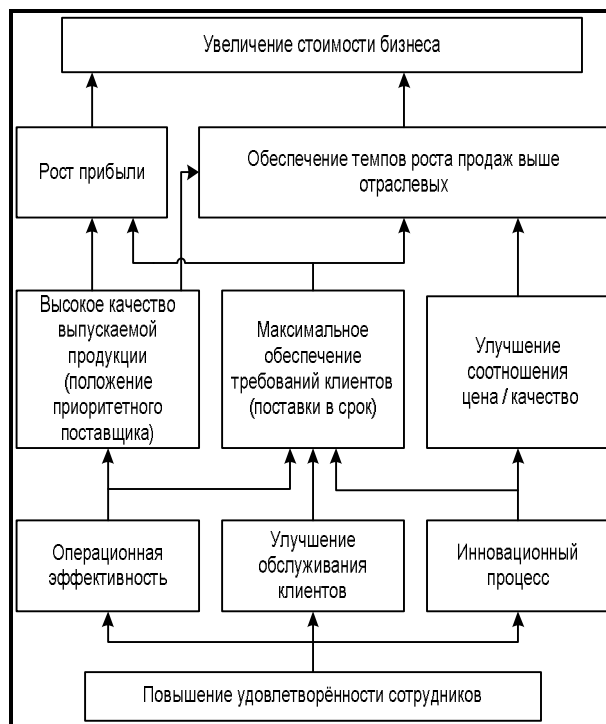 Увеличение стоимости бизнеса
Рост прибыли
Обеспечение темпов роста продаж выше
отраслевых
Высокое качество
выпускаемой
продукции
(положение
приоритетного
поставщика)
Максимальное
обеспечение
требований клиентов
(поставки в срок)
Улучшение
соотношения
цена / качество
Операционная
эффективность
Улучшение
обслуживания
клиентов
Инновационный
процесс
Повышение удовлетворённости сотрудников